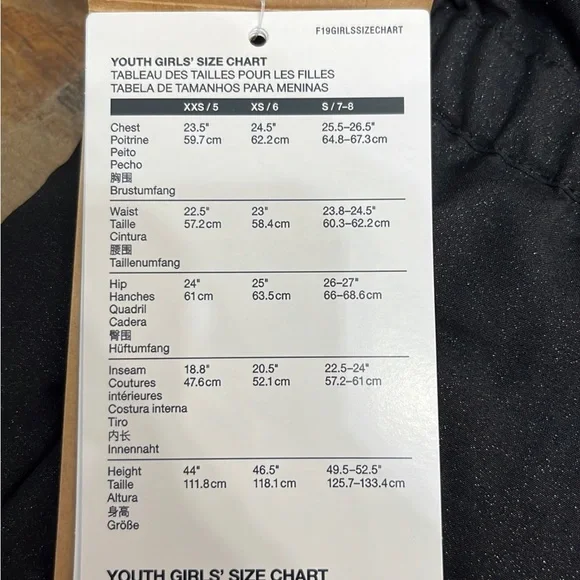 F19GIRLSSIZECHART
YOUTH GIRLS' SIZE CHART
TABLEAU DES TAILLES POUR LES FILLES
TABELA DE TAMANHOS PARA MENINAS
XXS / 5 XS / 6 S / 7–8
Chest 23.5" 24.5" 25.5–26.5"
Poitrine 59.7cm 62.2cm 64.8–67.3cm
Peito
Pecho
胸围
Brustumfang
Waist 22.5" 23" 23.8–24.5"
Taille 57.2cm 58.4cm 60.3–62.2cm
Cintura
腰围
Taillenumfang
Hip 24" 25" 26–27"
Hanches 61cm 63.5cm 66–68.6cm
Quadril
Cadera
臀围
Hüftumfang
Inseam 18.8" 20.5" 22.5–24"
Coutures 47.6cm 52.1cm 57.2–61cm
intérieures
Costura interna
Tiro
内长
Innennaht
Height 44" 46.5" 49.5–52.5"
Taille 111.8cm 118.1cm 125.7–133.4cm
Altura
身高
Größe
YOUTH GIRLS' SIZE CHART